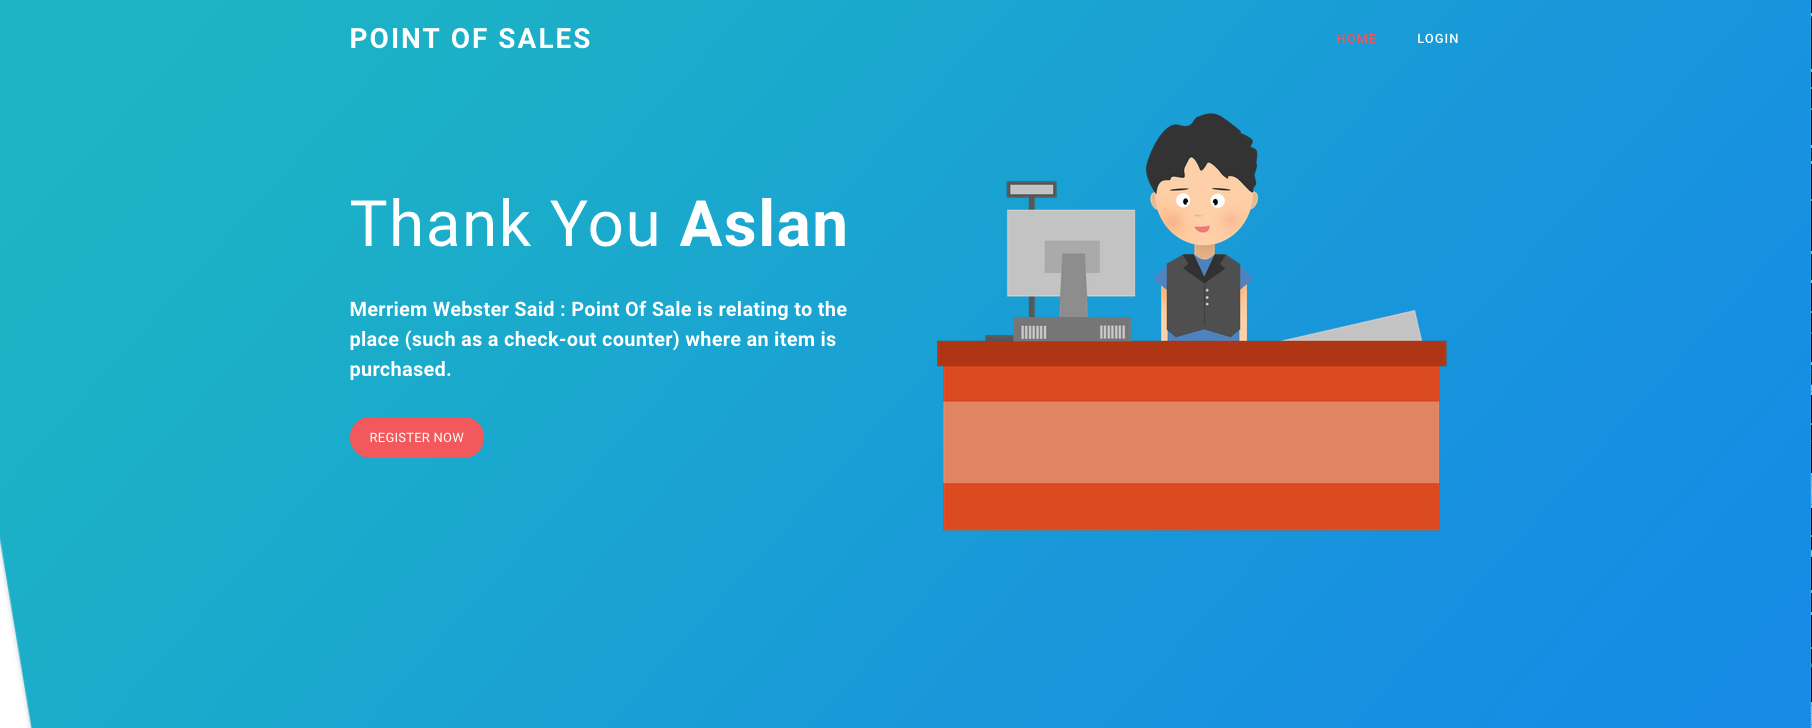 POINT OF SALES
HOME
LOGIN
Thank You Aslan
Merriem Webster Said : Point Of Sale is relating to the
place (such as a check-out counter) where an item is
purchased.
REGISTER NOW